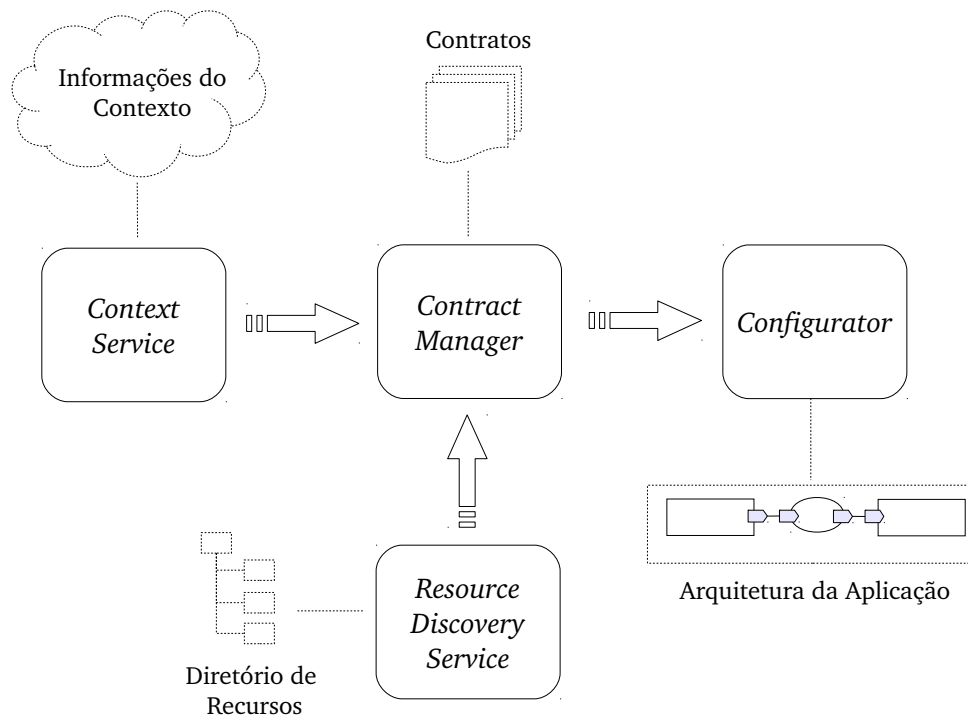 Contratos
Informações do
Contexto
Context
Service
Contract
Manager
Configurator
Resource
Discovery
Service
Arquitetura da Aplicação
Diretório de
Recursos